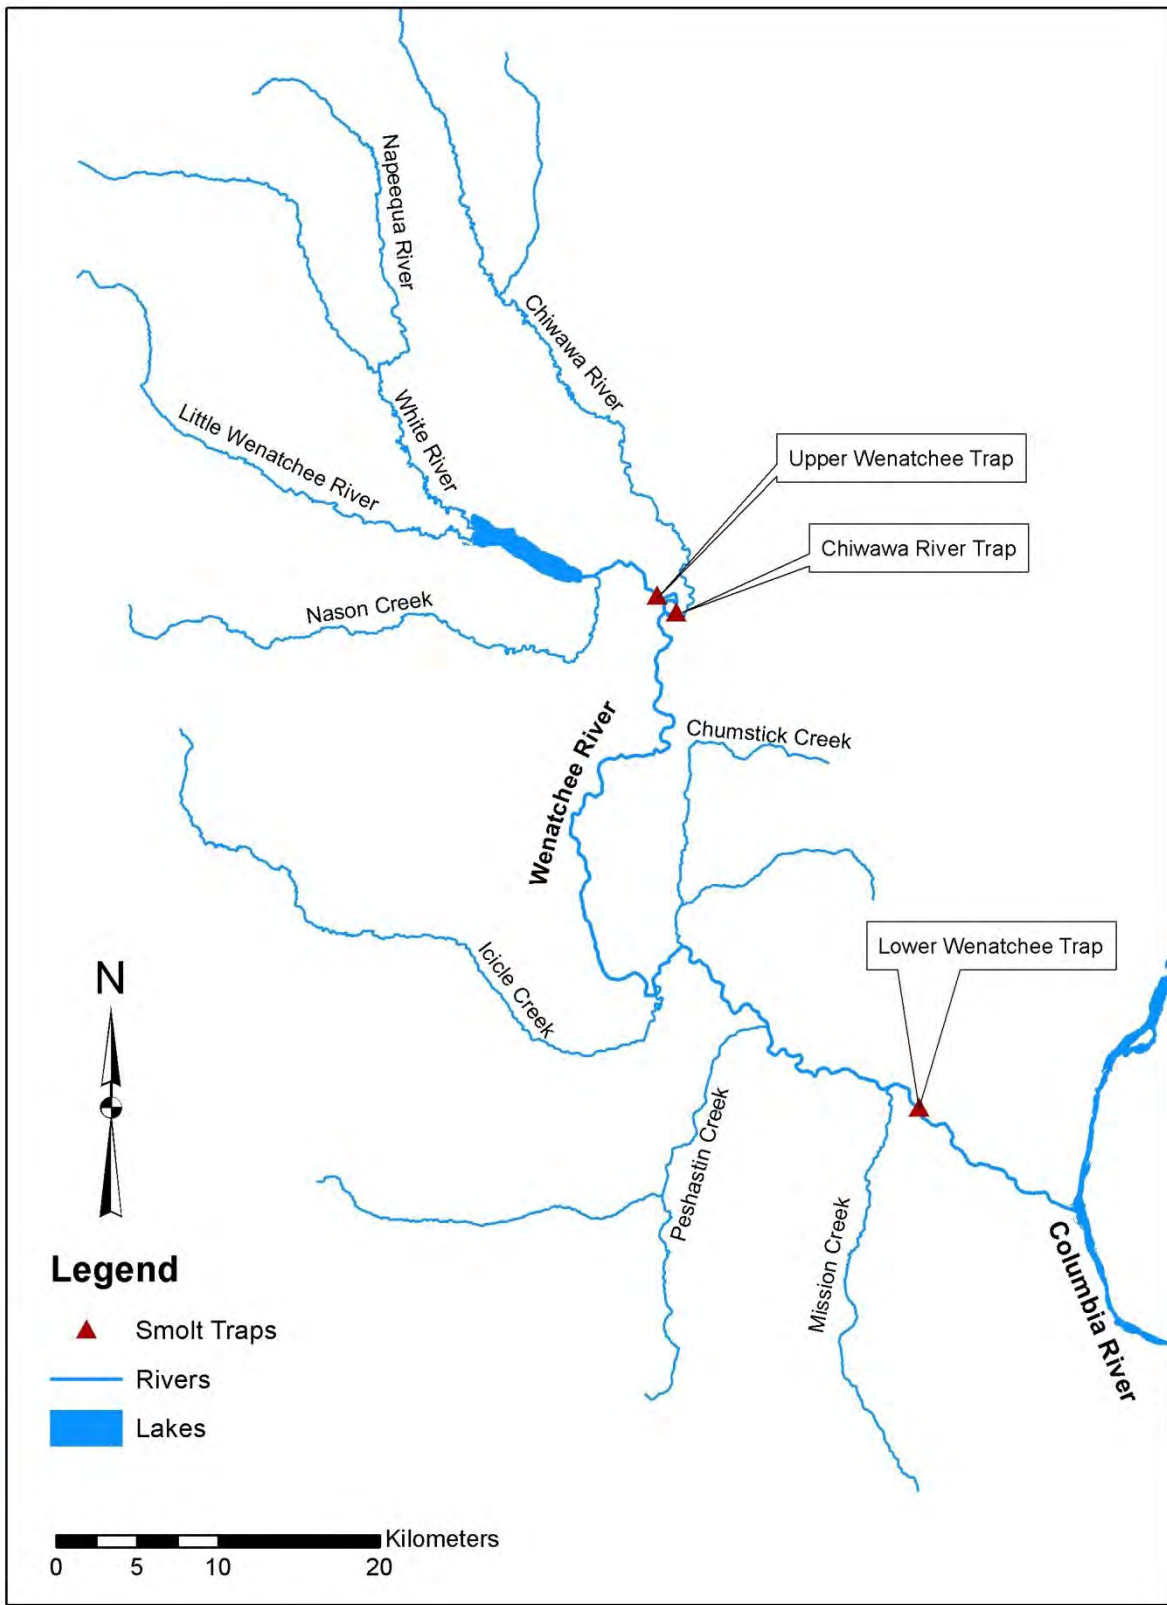 Napeequa River
Chiwawa River
White River
Little Wenatchee River
Upper Wenatchee Trap
Chiwawa River Trap
Nason Creek
Chumstick Creek
Wenatchee River
Lower Wenatchee Trap
Icicle Creek
N
Peshastin Creek
Mission Creek
Columbia River
Legend
Smolt Traps
Rivers
Lakes
Kilometers
0 5 10 20